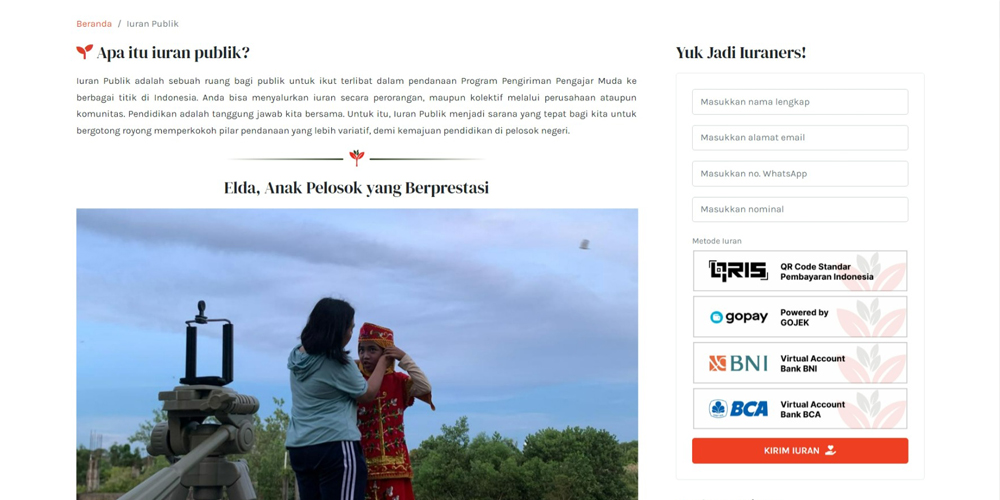 Beranda / Iuran Publik
Apa itu iuran publik?
Iuran Publik adalah sebuah ruang bagi publik untuk ikut terlibat dalam pendanaan Program Pengiriman Pengajar Muda ke
berbagai titik di Indonesia. Anda bisa menyalurkan iuran secara perorangan, maupun kolektif melalui perusahaan ataupun
komunitas. Pendidikan adalah tanggung jawab kita bersama. Untuk itu, Iuran Publik menjadi sarana yang tepat bagi kita untuk
bergotong royong memperkokoh pilar pendanaan yang lebih variatif, demi kemajuan pendidikan di pelosok negeri.
Elda, Anak Pelosok yang Berprestasi
Yuk Jadi Iuraners!
Masukkan nama lengkap
Masukkan alamat email
Masukkan no. WhatsApp
Masukkan nominal
Metode Iuran
QRIS QR Code Standar
Pembayaran Indonesia
gopay Powered by
GOJEK
BNI Virtual Account
Bank BNI
BCA Virtual Account
Bank BCA
KIRIM IURAN